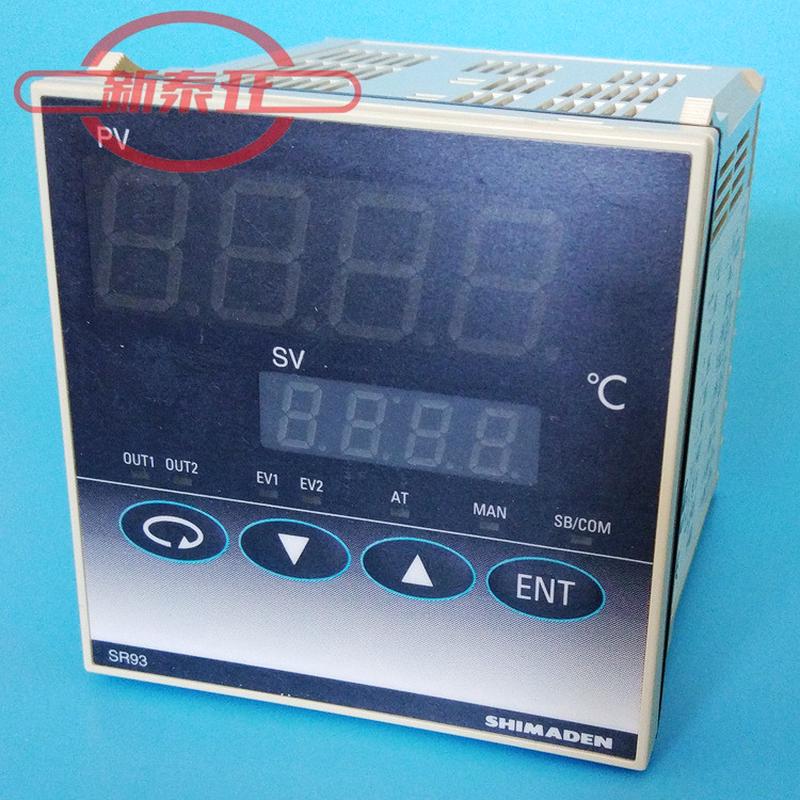 新泰北
PV
8.8.8.8
SV
8.8.8.8
°C
OUT1 OUT2 EV1 EV2 AT MAN SB/COM
ENT
SR93
SHIMADEN